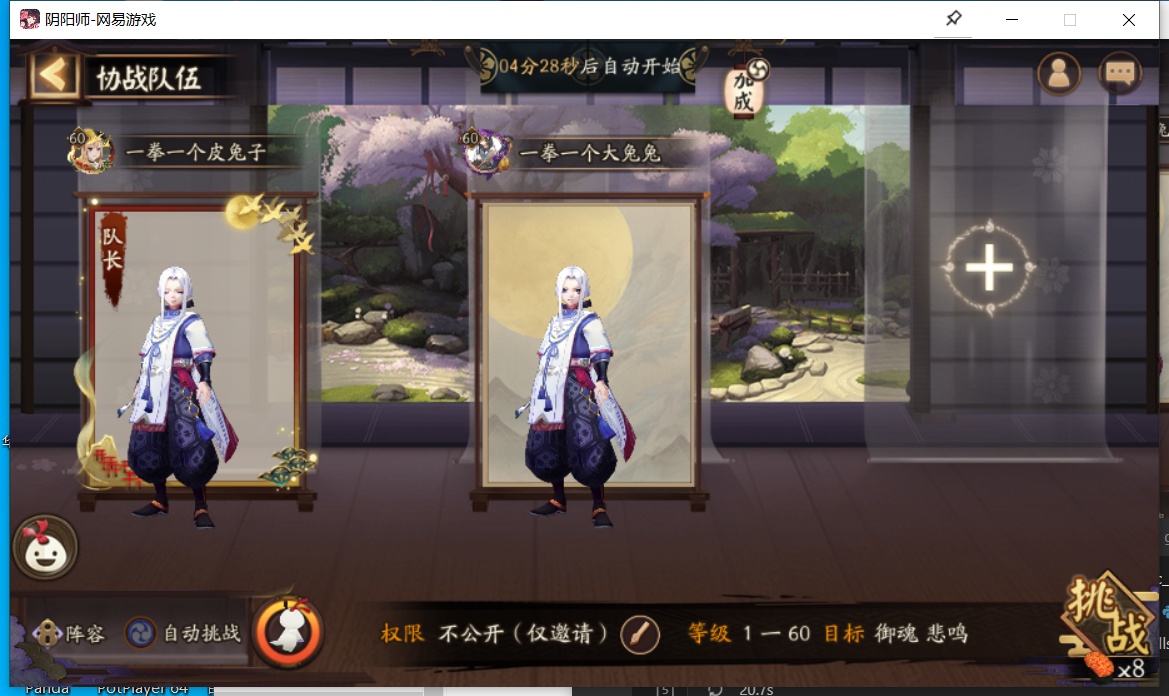 阴阳师-网易游戏
协战队伍
04分28秒后自动开始
加成
60
一拳一个皮兔子
60
一拳一个大兔兔
队长
阵容
自动挑战
权限 不公开（仅邀请）
等级 1 一 60 目标 御魂 悲鸣
挑战
x8
Panda
PotPlayer 64
[5]
20.7s